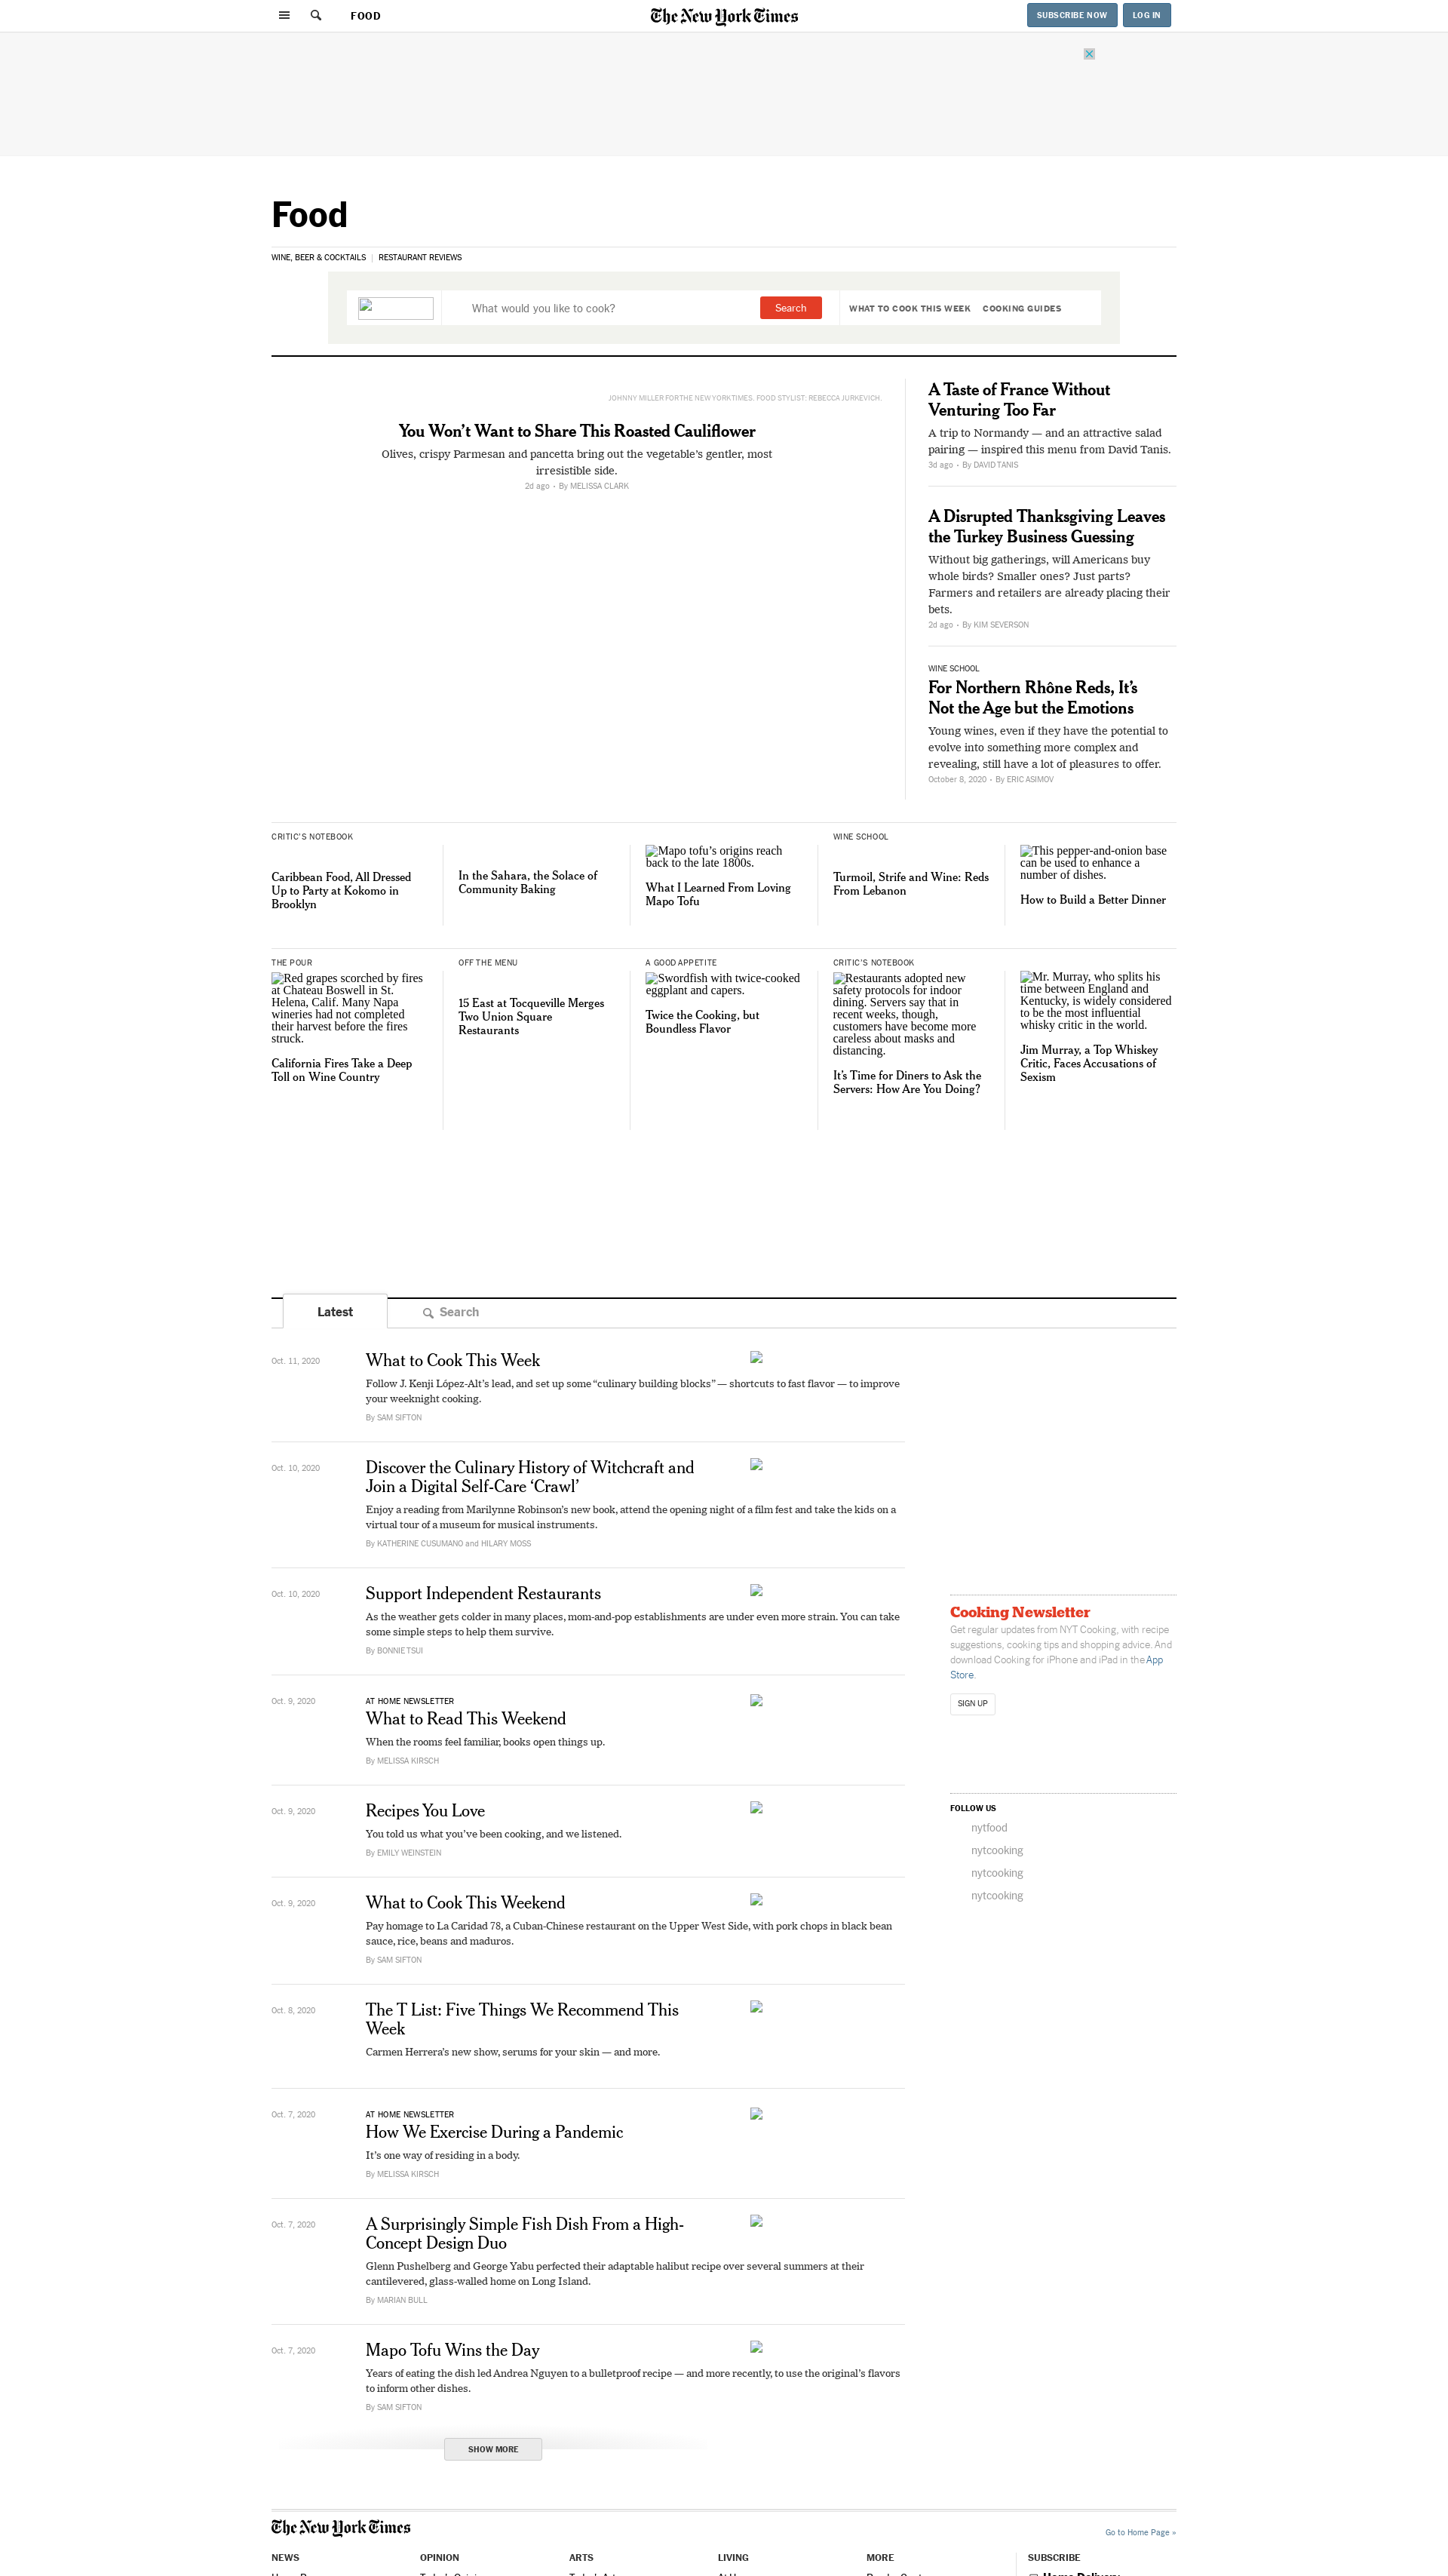 FOOD
The New York Times
SUBSCRIBE NOW
LOG IN
Food
WINE, BEER & COCKTAILS
RESTAURANT REVIEWS
What would you like to cook?
Search
WHAT TO COOK THIS WEEK
COOKING GUIDES
JOHNNY MILLER FOR THE NEW YORK TIMES. FOOD STYLIST: REBECCA JURKEVICH.
You Won’t Want to Share This Roasted Cauliflower
Olives, crispy Parmesan and pancetta bring out the vegetable’s gentler, most
irresistible side.
2d ago • By MELISSA CLARK
A Taste of France Without
Venturing Too Far
A trip to Normandy — and an attractive salad
pairing — inspired this menu from David Tanis.
3d ago • By DAVID TANIS
A Disrupted Thanksgiving Leaves
the Turkey Business Guessing
Without big gatherings, will Americans buy
whole birds? Smaller ones? Just parts?
Farmers and retailers are already placing their
bets.
2d ago • By KIM SEVERSON
WINE SCHOOL
For Northern Rhône Reds, It’s
Not the Age but the Emotions
Young wines, even if they have the potential to
evolve into something more complex and
revealing, still have a lot of pleasures to offer.
October 8, 2020 • By ERIC ASIMOV
CRITIC’S NOTEBOOK
Caribbean Food, All Dressed
Up to Party at Kokomo in
Brooklyn
In the Sahara, the Solace of
Community Baking
Mapo tofu’s origins reach
back to the late 1800s.
What I Learned From Loving
Mapo Tofu
WINE SCHOOL
Turmoil, Strife and Wine: Reds
From Lebanon
This pepper-and-onion base
can be used to enhance a
number of dishes.
How to Build a Better Dinner
THE POUR
Red grapes scorched by fires
at Chateau Boswell in St.
Helena, Calif. Many Napa
wineries had not completed
their harvest before the fires
struck.
California Fires Take a Deep
Toll on Wine Country
OFF THE MENU
15 East at Tocqueville Merges
Two Union Square
Restaurants
A GOOD APPETITE
Swordfish with twice-cooked
eggplant and capers.
Twice the Cooking, but
Boundless Flavor
CRITIC’S NOTEBOOK
Restaurants adopted new
safety protocols for indoor
dining. Servers say that in
recent weeks, though,
customers have become more
careless about masks and
distancing.
It’s Time for Diners to Ask the
Servers: How Are You Doing?
Mr. Murray, who splits his
time between England and
Kentucky, is widely considered
to be the most influential
whisky critic in the world.
Jim Murray, a Top Whiskey
Critic, Faces Accusations of
Sexism
Latest
Search
Oct. 11, 2020
What to Cook This Week
Follow J. Kenji López-Alt’s lead, and set up some “culinary building blocks” — shortcuts to fast flavor — to improve
your weeknight cooking.
By SAM SIFTON
Oct. 10, 2020
Discover the Culinary History of Witchcraft and
Join a Digital Self-Care ‘Crawl’
Enjoy a reading from Marilynne Robinson’s new book, attend the opening night of a film fest and take the kids on a
virtual tour of a museum for musical instruments.
By KATHERINE CUSUMANO and HILARY MOSS
Oct. 10, 2020
Support Independent Restaurants
As the weather gets colder in many places, mom-and-pop establishments are under even more strain. You can take
some simple steps to help them survive.
By BONNIE TSUI
Oct. 9, 2020
AT HOME NEWSLETTER
What to Read This Weekend
When the rooms feel familiar, books open things up.
By MELISSA KIRSCH
Oct. 9, 2020
Recipes You Love
You told us what you’ve been cooking, and we listened.
By EMILY WEINSTEIN
Oct. 9, 2020
What to Cook This Weekend
Pay homage to La Caridad 78, a Cuban-Chinese restaurant on the Upper West Side, with pork chops in black bean
sauce, rice, beans and maduros.
By SAM SIFTON
Oct. 8, 2020
The T List: Five Things We Recommend This
Week
Carmen Herrera’s new show, serums for your skin — and more.
Oct. 7, 2020
AT HOME NEWSLETTER
How We Exercise During a Pandemic
It’s one way of residing in a body.
By MELISSA KIRSCH
Oct. 7, 2020
A Surprisingly Simple Fish Dish From a High-
Concept Design Duo
Glenn Pushelberg and George Yabu perfected their adaptable halibut recipe over several summers at their
cantilevered, glass-walled home on Long Island.
By MARIAN BULL
Oct. 7, 2020
Mapo Tofu Wins the Day
Years of eating the dish led Andrea Nguyen to a bulletproof recipe — and more recently, to use the original’s flavors
to inform other dishes.
By SAM SIFTON
SHOW MORE
Cooking Newsletter
Get regular updates from NYT Cooking, with recipe
suggestions, cooking tips and shopping advice. And
download Cooking for iPhone and iPad in the App
Store.
SIGN UP
FOLLOW US
nytfood
nytcooking
nytcooking
nytcooking
The New York Times
Go to Home Page »
NEWS
OPINION
ARTS
LIVING
MORE
SUBSCRIBE